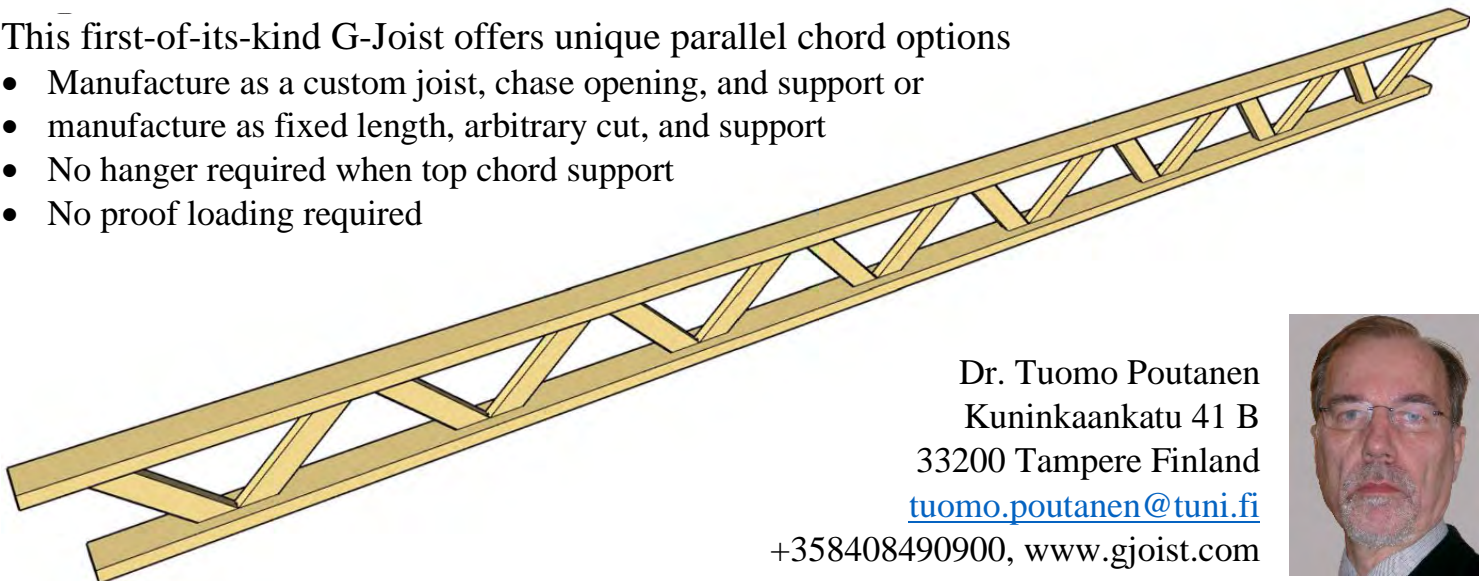 This first-of-its-kind G-Joist offers unique parallel chord options
• Manufacture as a custom joist, chase opening, and support or
• manufacture as fixed length, arbitrary cut, and support
• No hanger required when top chord support
• No proof loading required
Dr. Tuomo Poutanen
Kuninkaankatu 41 B
33200 Tampere Finland
tuomo.poutanen@tuni.fi
+358408490900, www.gjoist.com